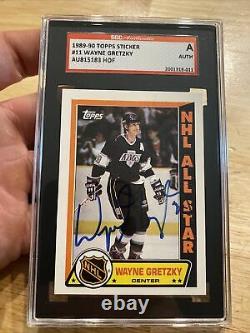 SGC Authentic
1989-90 TOPPS STICKER
#11 WAYNE GRETZKY
AU815183 HOF
A
AUTH
TOPPS
NHL ALL STAR
NHL
WAYNE GRETZKY
CENTER